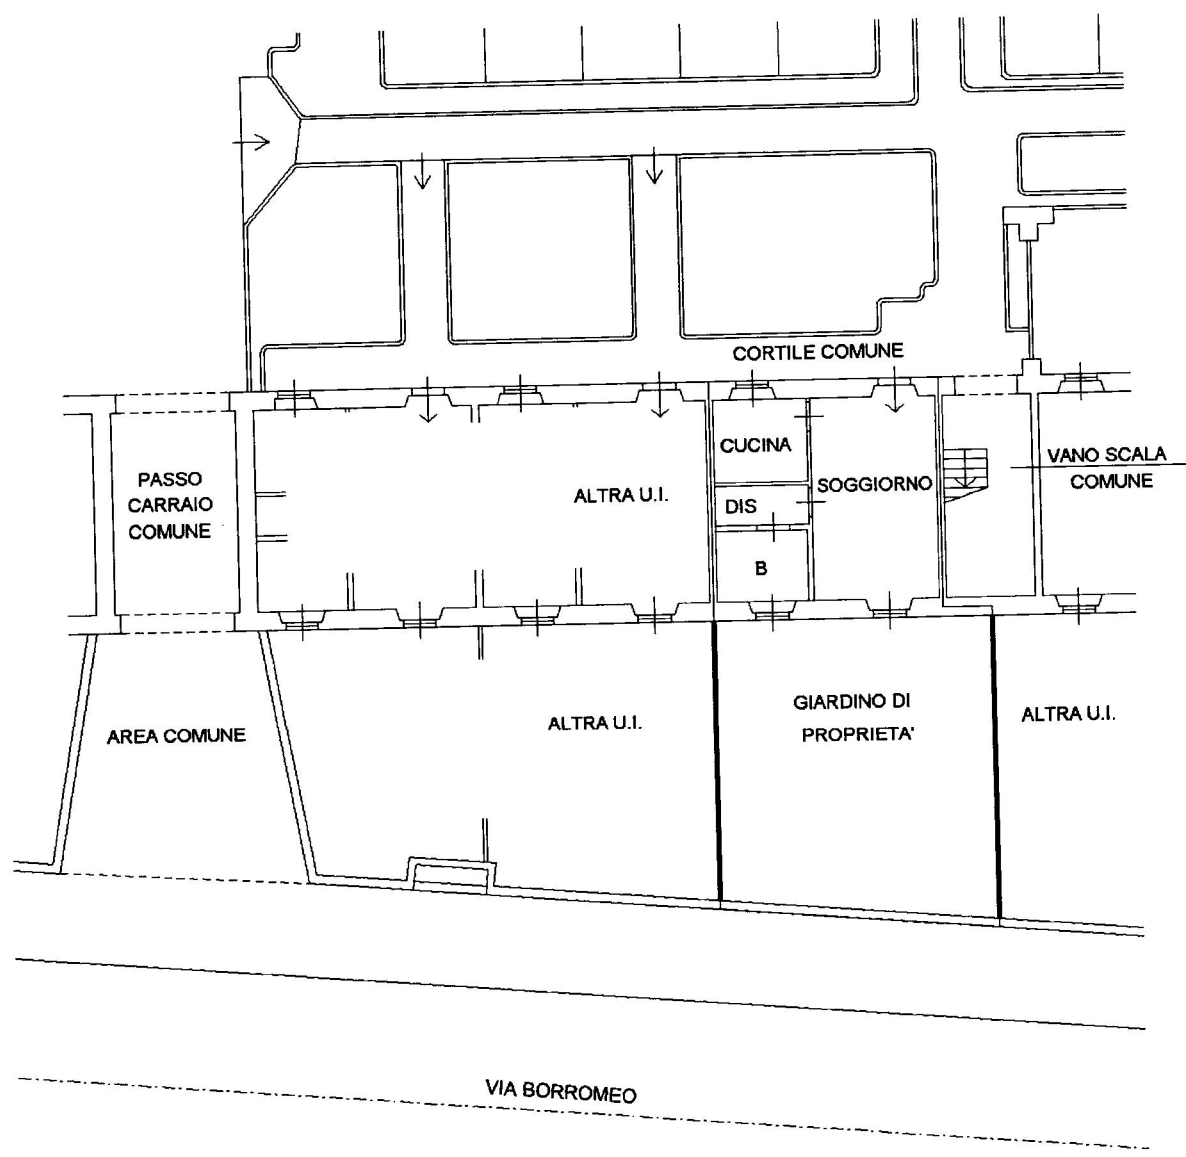 CORTILE COMUNE
CUCINA
PASSO
CARRAIO
COMUNE
ALTRA U.I.
DIS
SOGGIORNO
VANO SCALA
COMUNE
B
AREA COMUNE
ALTRA U.I.
GIARDINO DI
PROPRIETA'
ALTRA U.I.
VIA BORROMEO